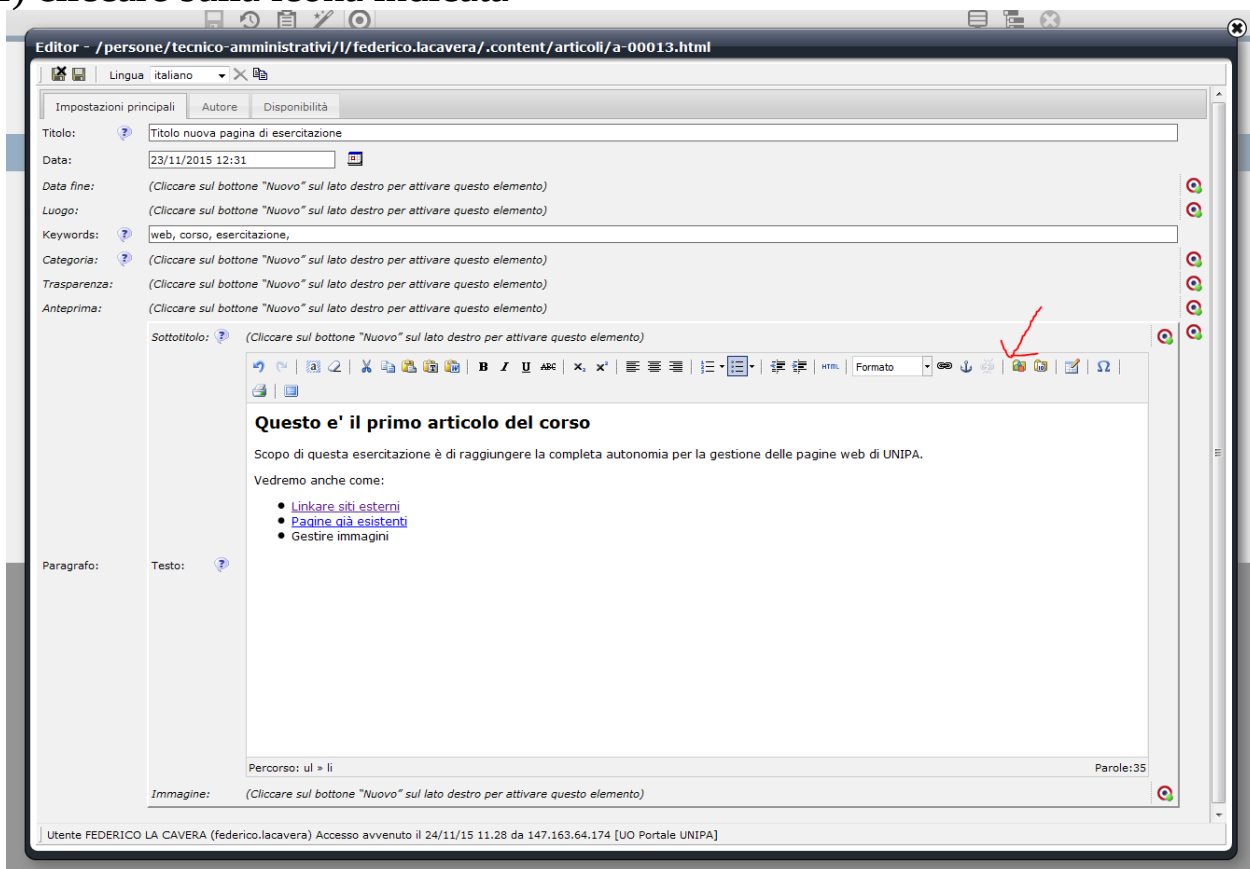 Editor - /persone/tecnico-amministrativi/l/federico.lacavera/.content/articoli/a-00013.html
Lingua italiano
Impostazioni principali Autore Disponibilità
Titolo: Titolo nuova pagina di esercitazione
Data: 23/11/2015 12:31
Data fine: (Cliccare sul bottone "Nuovo" sul lato destro per attivare questo elemento)
Luogo: (Cliccare sul bottone "Nuovo" sul lato destro per attivare questo elemento)
Keywords: web, corso, esercitazione,
Categoria: (Cliccare sul bottone "Nuovo" sul lato destro per attivare questo elemento)
Trasparenza: (Cliccare sul bottone "Nuovo" sul lato destro per attivare questo elemento)
Anteprima: (Cliccare sul bottone "Nuovo" sul lato destro per attivare questo elemento)
Sottotitolo: (Cliccare sul bottone "Nuovo" sul lato destro per attivare questo elemento)
B I U ABC x, x² HTML Formato Ω
Questo e' il primo articolo del corso
Scopo di questa esercitazione è di raggiungere la completa autonomia per la gestione delle pagine web di UNIPA.
Vedremo anche come:
Linkare siti esterni
Pagine già esistenti
Gestire immagini
Paragrafo: Testo:
Percorso: ul » li Parole:35
Immagine: (Cliccare sul bottone "Nuovo" sul lato destro per attivare questo elemento)
Utente FEDERICO LA CAVERA (federico.lacavera) Accesso avvenuto il 24/11/15 11.28 da 147.163.64.174 [UO Portale UNIPA]